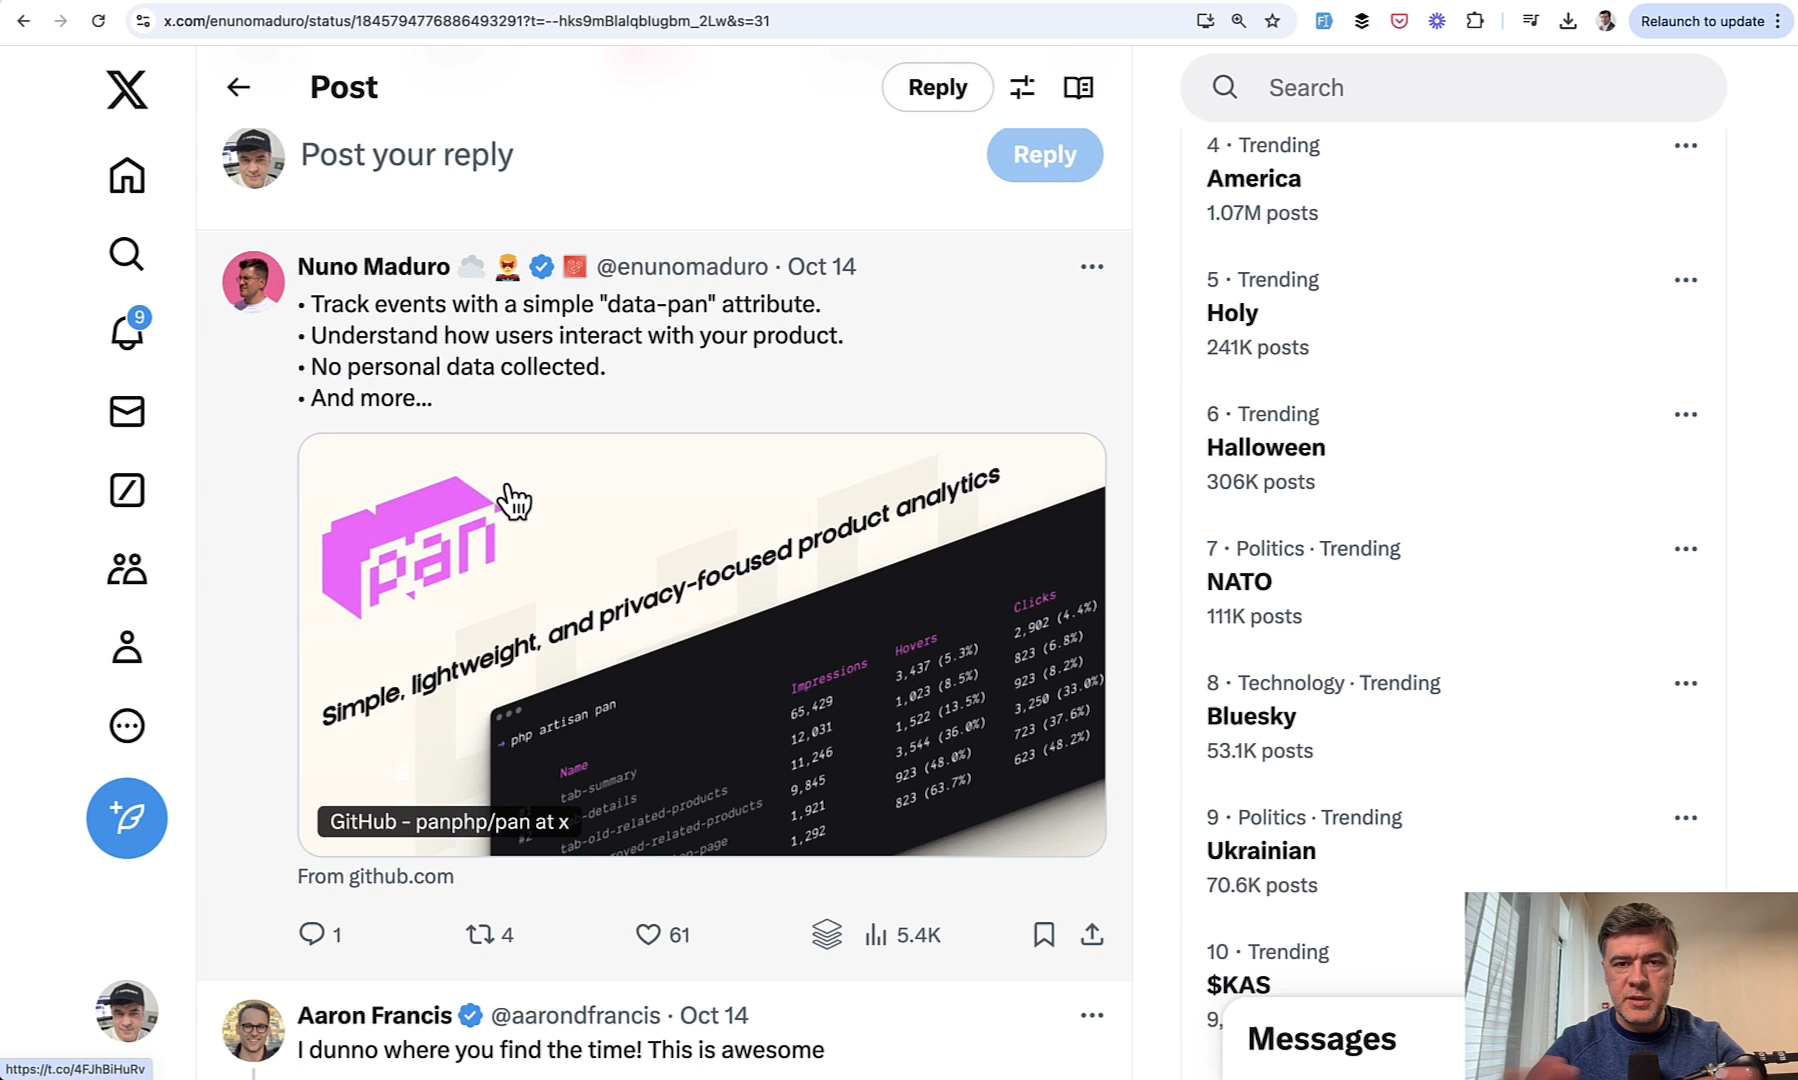 x.com/enunomaduro/status/1845794776886493291?t=--hks9mBlalqblugbm_2Lw&s=31
Relaunch to update
Post
Reply
Search
Post your reply
Reply
Nuno Maduro @enunomaduro · Oct 14
• Track events with a simple "data-pan" attribute.
• Understand how users interact with your product.
• No personal data collected.
• And more...
pan
Simple, lightweight, and privacy-focused product analytics
php artisan pan
Name Impressions Hovers Clicks
tab-summary 65,429 3,437 (5.3%) 2,902 (4.4%)
tab-details 12,031 1,023 (8.5%) 823 (6.8%)
tab-old-related-products 11,246 1,522 (13.5%) 923 (8.2%)
9,845 3,544 (36.0%) 3,250 (33.0%)
1,921 923 (48.0%) 723 (37.6%)
1,292 823 (63.7%) 623 (48.2%)
GitHub - panphp/pan at x
From github.com
1
4
61
5.4K
Aaron Francis @aarondfrancis · Oct 14
I dunno where you find the time! This is awesome
9
4 · Trending
America
1.07M posts
5 · Trending
Holy
241K posts
6 · Trending
Halloween
306K posts
7 · Politics · Trending
NATO
111K posts
8 · Technology · Trending
Bluesky
53.1K posts
9 · Politics · Trending
Ukrainian
70.6K posts
10 · Trending
$KAS
Messages
https://t.co/4FJhBiHuRv